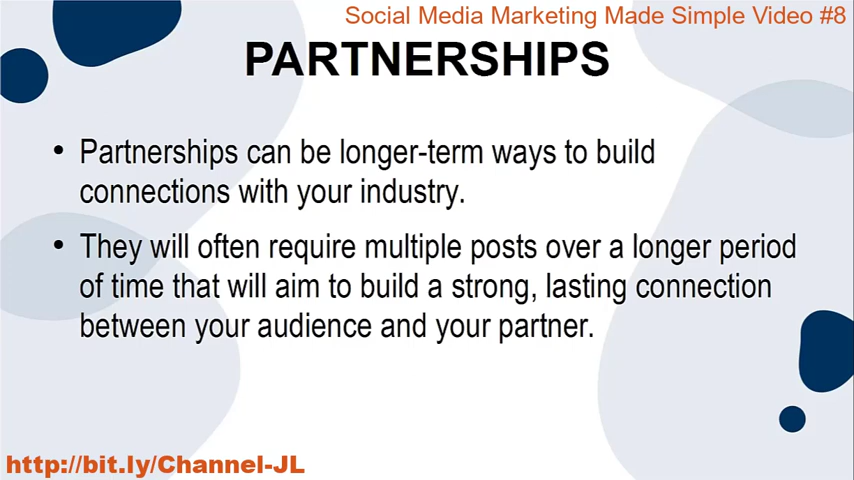 Social Media Marketing Made Simple Video #8
PARTNERSHIPS
• Partnerships can be longer-term ways to build
connections with your industry.
• They will often require multiple posts over a longer period
of time that will aim to build a strong, lasting connection
between your audience and your partner.
http://bit.ly/Channel-JL